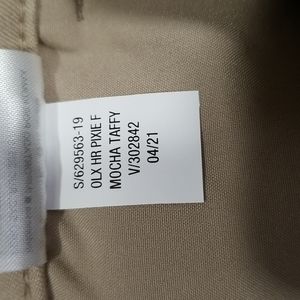 S/629563-19
OLX HR PIXIE F
MOCHA TAFFY
V/302842
04/21